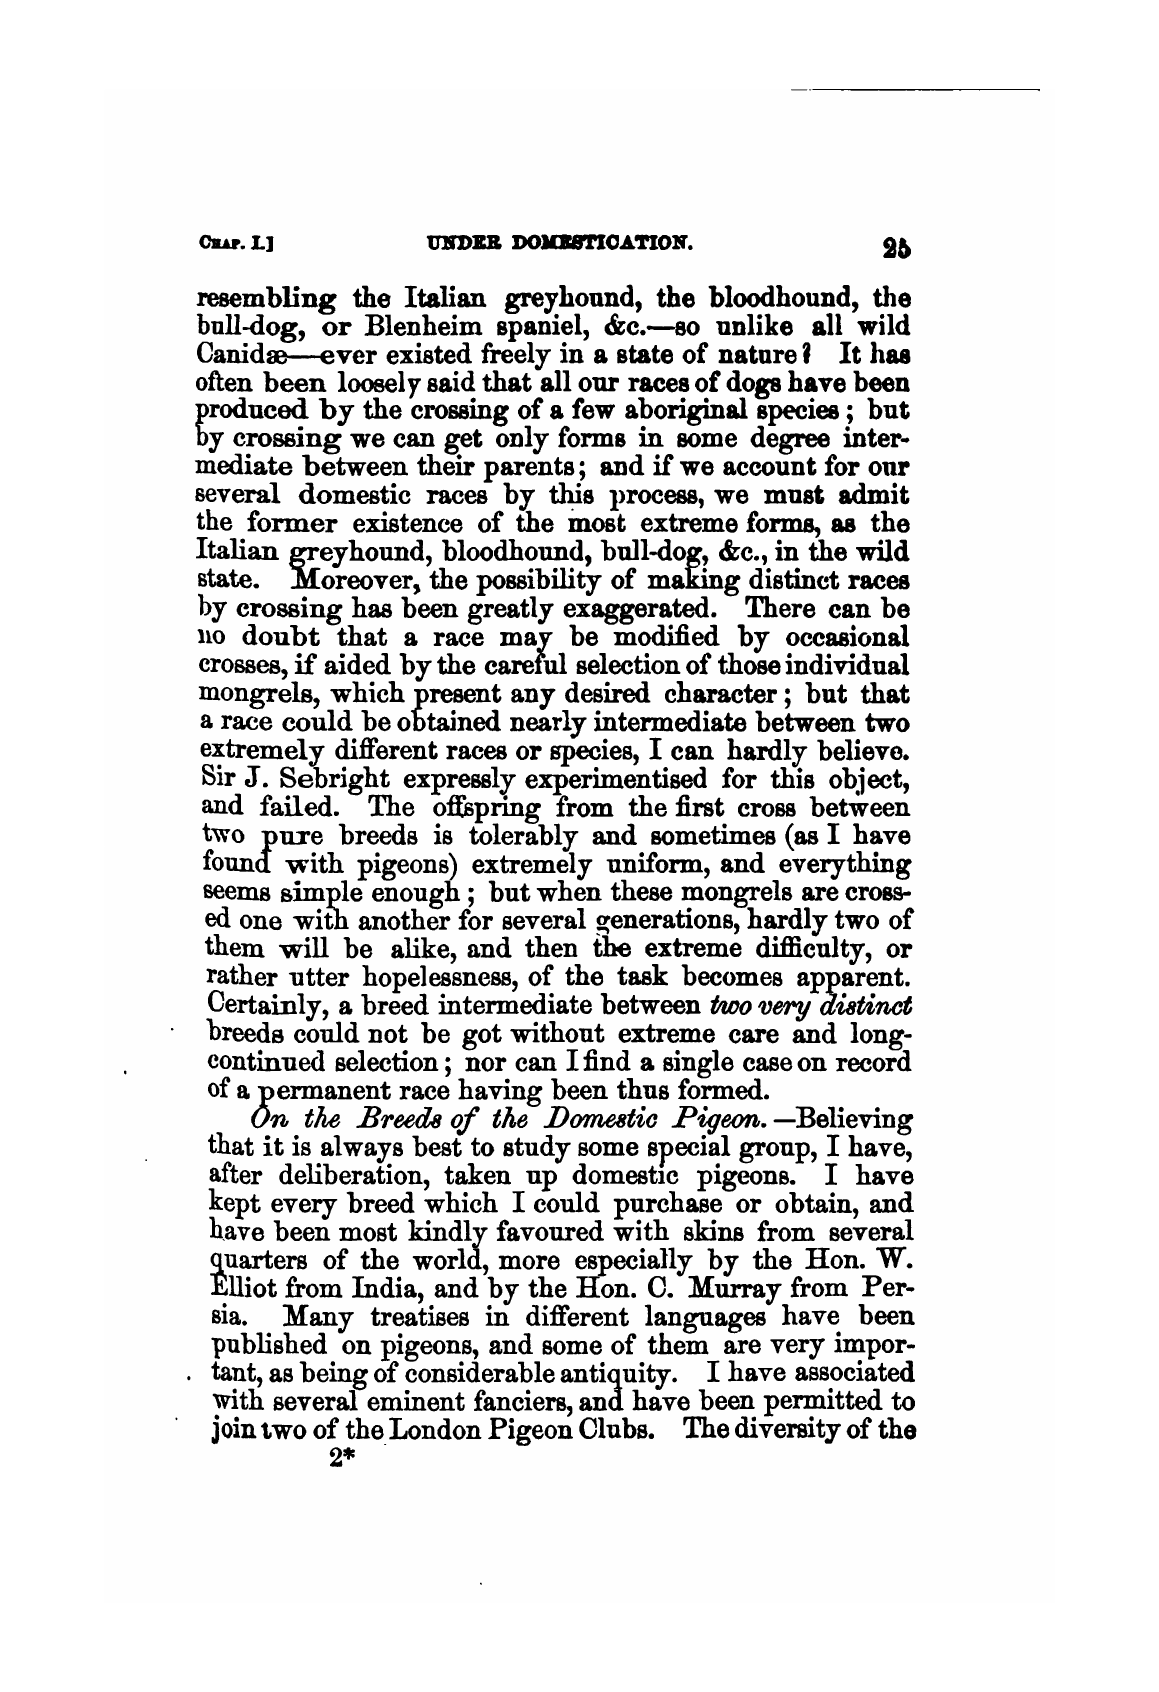 CHAP. I.] UNDER DOMESTICATION. 25
resembling the Italian greyhound, the bloodhound, the
bull-dog, or Blenheim spaniel, &c.—so unlike all wild
Canidæ—ever existed freely in a state of nature? It has
often been loosely said that all our races of dogs have been
produced by the crossing of a few aboriginal species; but
by crossing we can get only forms in some degree inter-
mediate between their parents; and if we account for our
several domestic races by this process, we must admit
the former existence of the most extreme forms, as the
Italian greyhound, bloodhound, bull-dog, &c., in the wild
state. Moreover, the possibility of making distinct races
by crossing has been greatly exaggerated. There can be
no doubt that a race may be modified by occasional
crosses, if aided by the careful selection of those individual
mongrels, which present any desired character; but that
a race could be obtained nearly intermediate between two
extremely different races or species, I can hardly believe.
Sir J. Sebright expressly experimentised for this object,
and failed. The offspring from the first cross between
two pure breeds is tolerably and sometimes (as I have
found with pigeons) extremely uniform, and everything
seems simple enough; but when these mongrels are cross-
ed one with another for several generations, hardly two of
them will be alike, and then the extreme difficulty, or
rather utter hopelessness, of the task becomes apparent.
Certainly, a breed intermediate between two very distinct
breeds could not be got without extreme care and long-
continued selection; nor can I find a single case on record
of a permanent race having been thus formed.
On the Breeds of the Domestic Pigeon.—Believing
that it is always best to study some special group, I have,
after deliberation, taken up domestic pigeons. I have
kept every breed which I could purchase or obtain, and
have been most kindly favoured with skins from several
quarters of the world, more especially by the Hon. W.
Elliot from India, and by the Hon. C. Murray from Per-
sia. Many treatises in different languages have been
published on pigeons, and some of them are very impor-
tant, as being of considerable antiquity. I have associated
with several eminent fanciers, and have been permitted to
join two of the London Pigeon Clubs. The diversity of the
2*